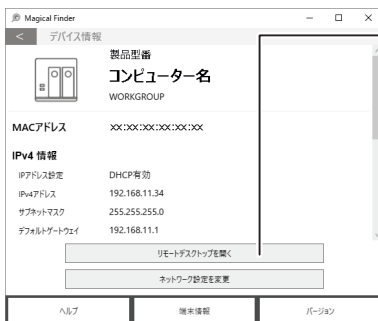 Magical Finder
< デバイス情報
製品型番
コンピューター名
WORKGROUP
MACアドレス xx:xx:xx:xx:xx:xx
IPv4 情報
IPアドレス設定 DHCP有効
IPv4アドレス 192.168.11.34
サブネットマスク 255.255.255.0
デフォルトゲートウェイ 192.168.11.1
リモートデスクトップを開く
ネットワーク設定を変更
ヘルプ 端末情報 バージョン